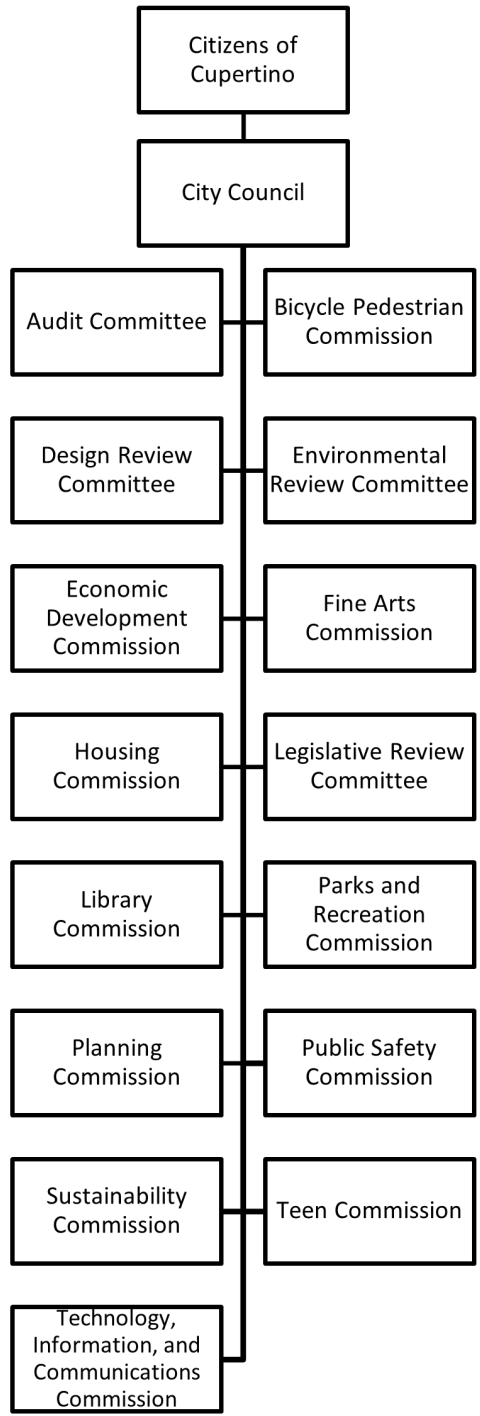 Citizens of
Cupertino
City Council
Audit Committee
Bicycle Pedestrian
Commission
Design Review
Committee
Environmental
Review Committee
Economic
Development
Commission
Fine Arts
Commission
Housing
Commission
Legislative Review
Committee
Library
Commission
Parks and
Recreation
Commission
Planning
Commission
Public Safety
Commission
Sustainability
Commission
Teen Commission
Technology,
Information, and
Communications
Commission